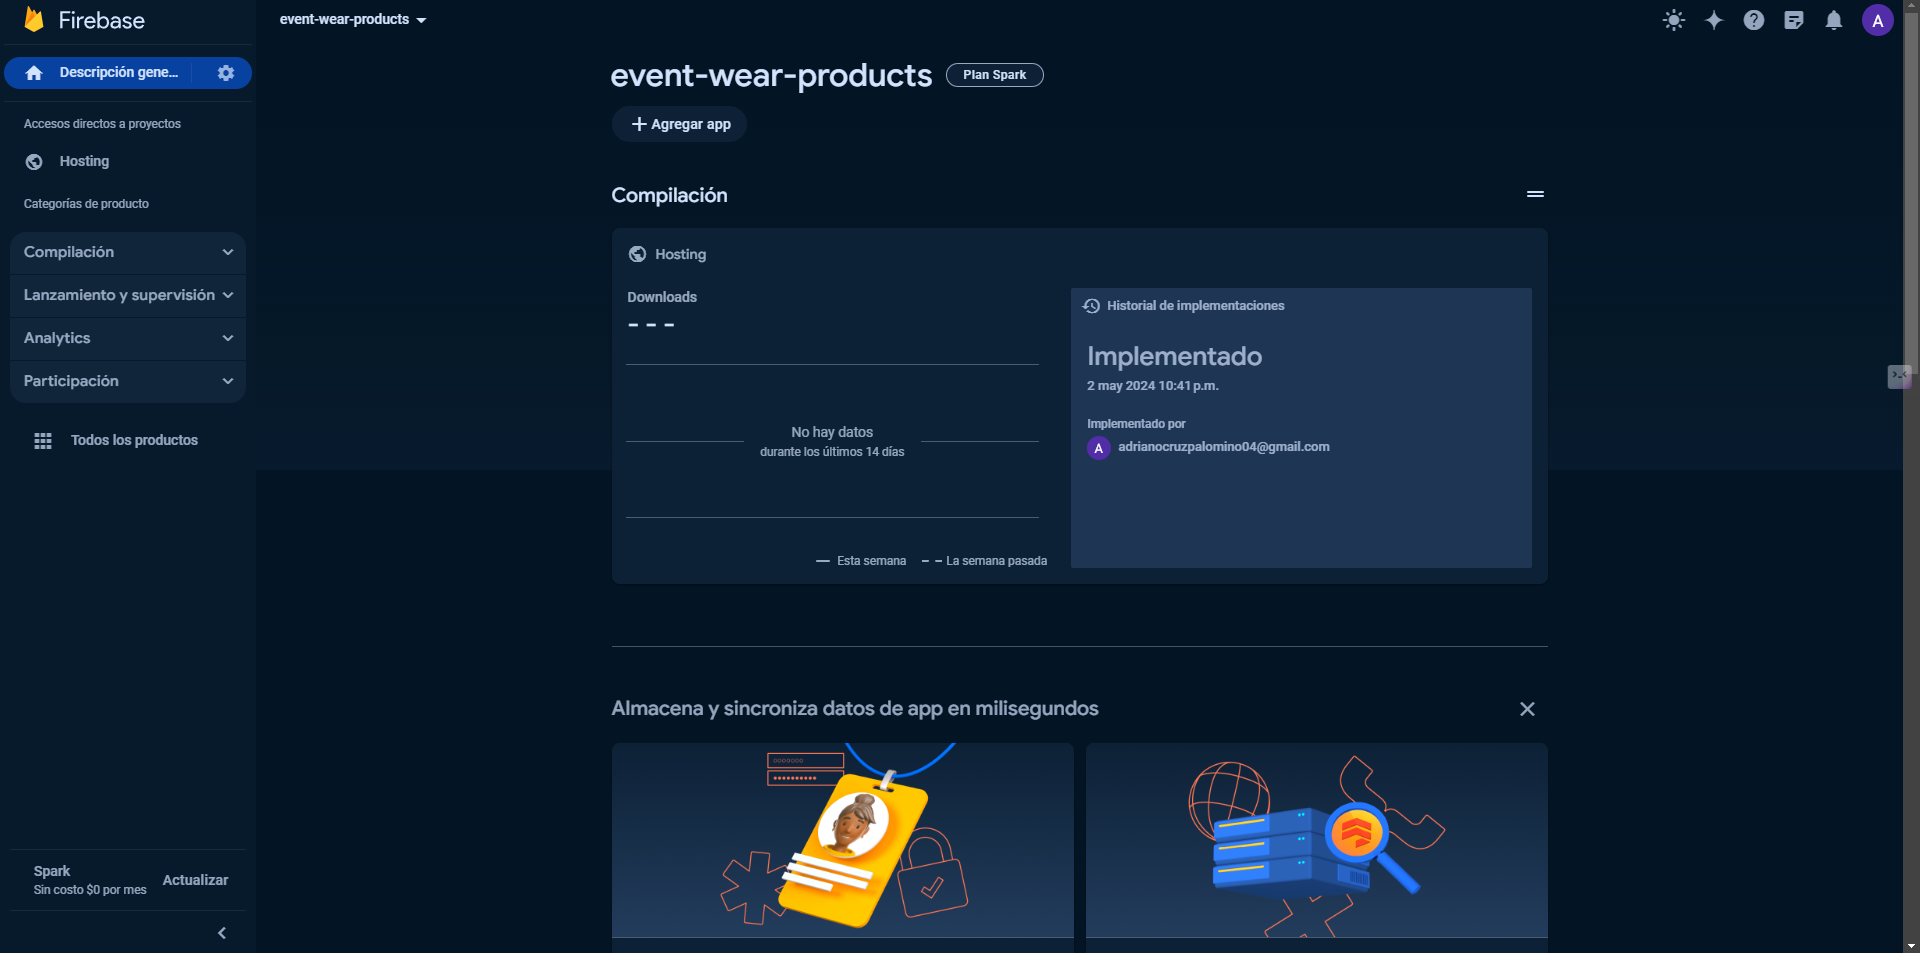 Firebase
event-wear-products
A
Descripción gene...
Accesos directos a proyectos
Hosting
Categorías de producto
Compilación
Lanzamiento y supervisión
Analytics
Participación
Todos los productos
Spark
Sin costo $0 por mes
Actualizar
event-wear-products
Plan Spark
+ Agregar app
Compilación
Hosting
Downloads
- - -
No hay datos
durante los últimos 14 días
Esta semana
La semana pasada
Historial de implementaciones
Implementado
2 may 2024 10:41 p.m.
Implementado por
A adrianocruzpalomino04@gmail.com
Almacena y sincroniza datos de app en milisegundos